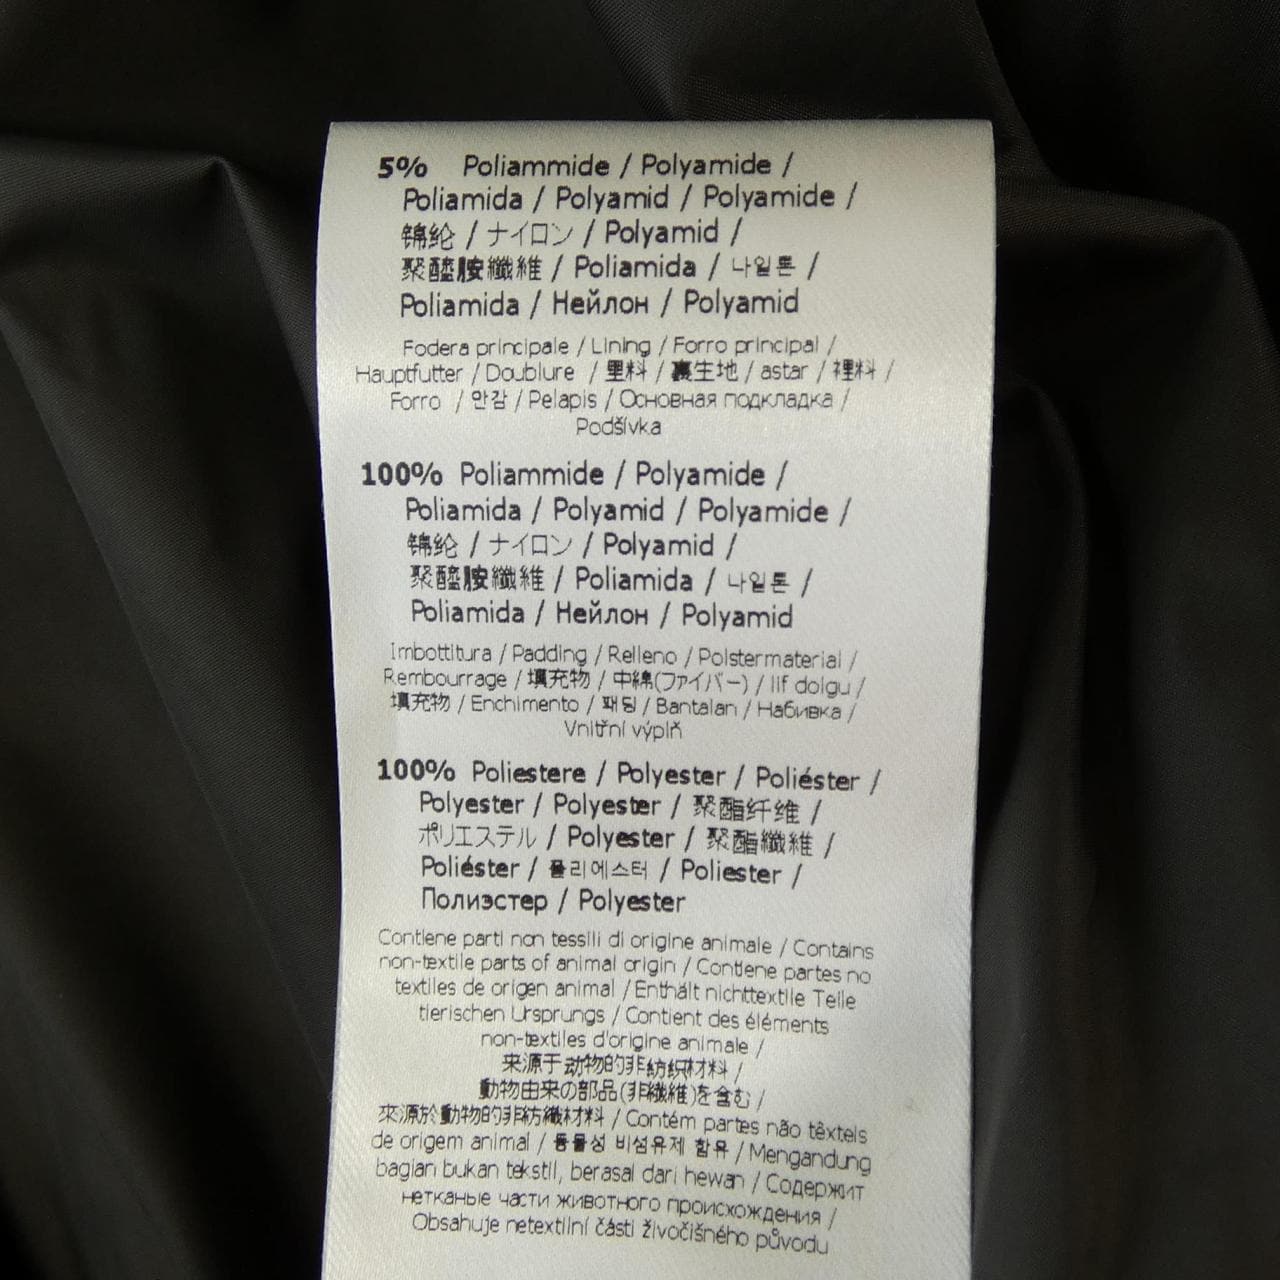 5% Poliammide / Polyamide /
Poliamida / Polyamid / Polyamide /
锦纶 / ナイロン / Polyamid /
聚醯胺纖維 / Poliamida / 나일론 /
Poliamida / Нейлон / Polyamid
Fodera principale / Lining / Forro principal /
Hauptfutter / Doublure / 里料 / 裏生地 / astar / 裡料 /
Forro / 안감 / Pelapis / Основная подкладка /
Podšívka
100% Poliammide / Polyamide /
Poliamida / Polyamid / Polyamide /
锦纶 / ナイロン / Polyamid /
聚醯胺纖維 / Poliamida / 나일론 /
Poliamida / Нейлон / Polyamid
Imbottitura / Padding / Relleno / Polstermaterial /
Rembourrage / 填充物 / 中綿(ファイバー) / lif dolgu /
填充物 / Enchimento / 패딩 / Bantalan / Набивка /
Vnitřní výplň
100% Poliestere / Polyester / Poliéster /
Polyester / Polyester / 聚酯纤维 /
ポリエステル / Polyester / 聚酯纖維 /
Poliéster / 폴리에스터 / Poliester /
Полиэстер / Polyester
Contiene parti non tessili di origine animale / Contains
non-textile parts of animal origin / Contiene partes no
textiles de origen animal / Enthält nichttextile Teile
tierischen Ursprungs / Contient des éléments
non-textiles d'origine animale /
来源于动物的非纺织材料 /
動物由来の部品(非繊維)を含む /
來源於動物的非紡織材料 / Contém partes não têxteis
de origem animal / 동물성 비섬유제 함유 / Mengandung
bagian bukan tekstil, berasal dari hewan / Содержит
нетканые части животного происхождения /
Obsahuje netextilní části živočišného původu